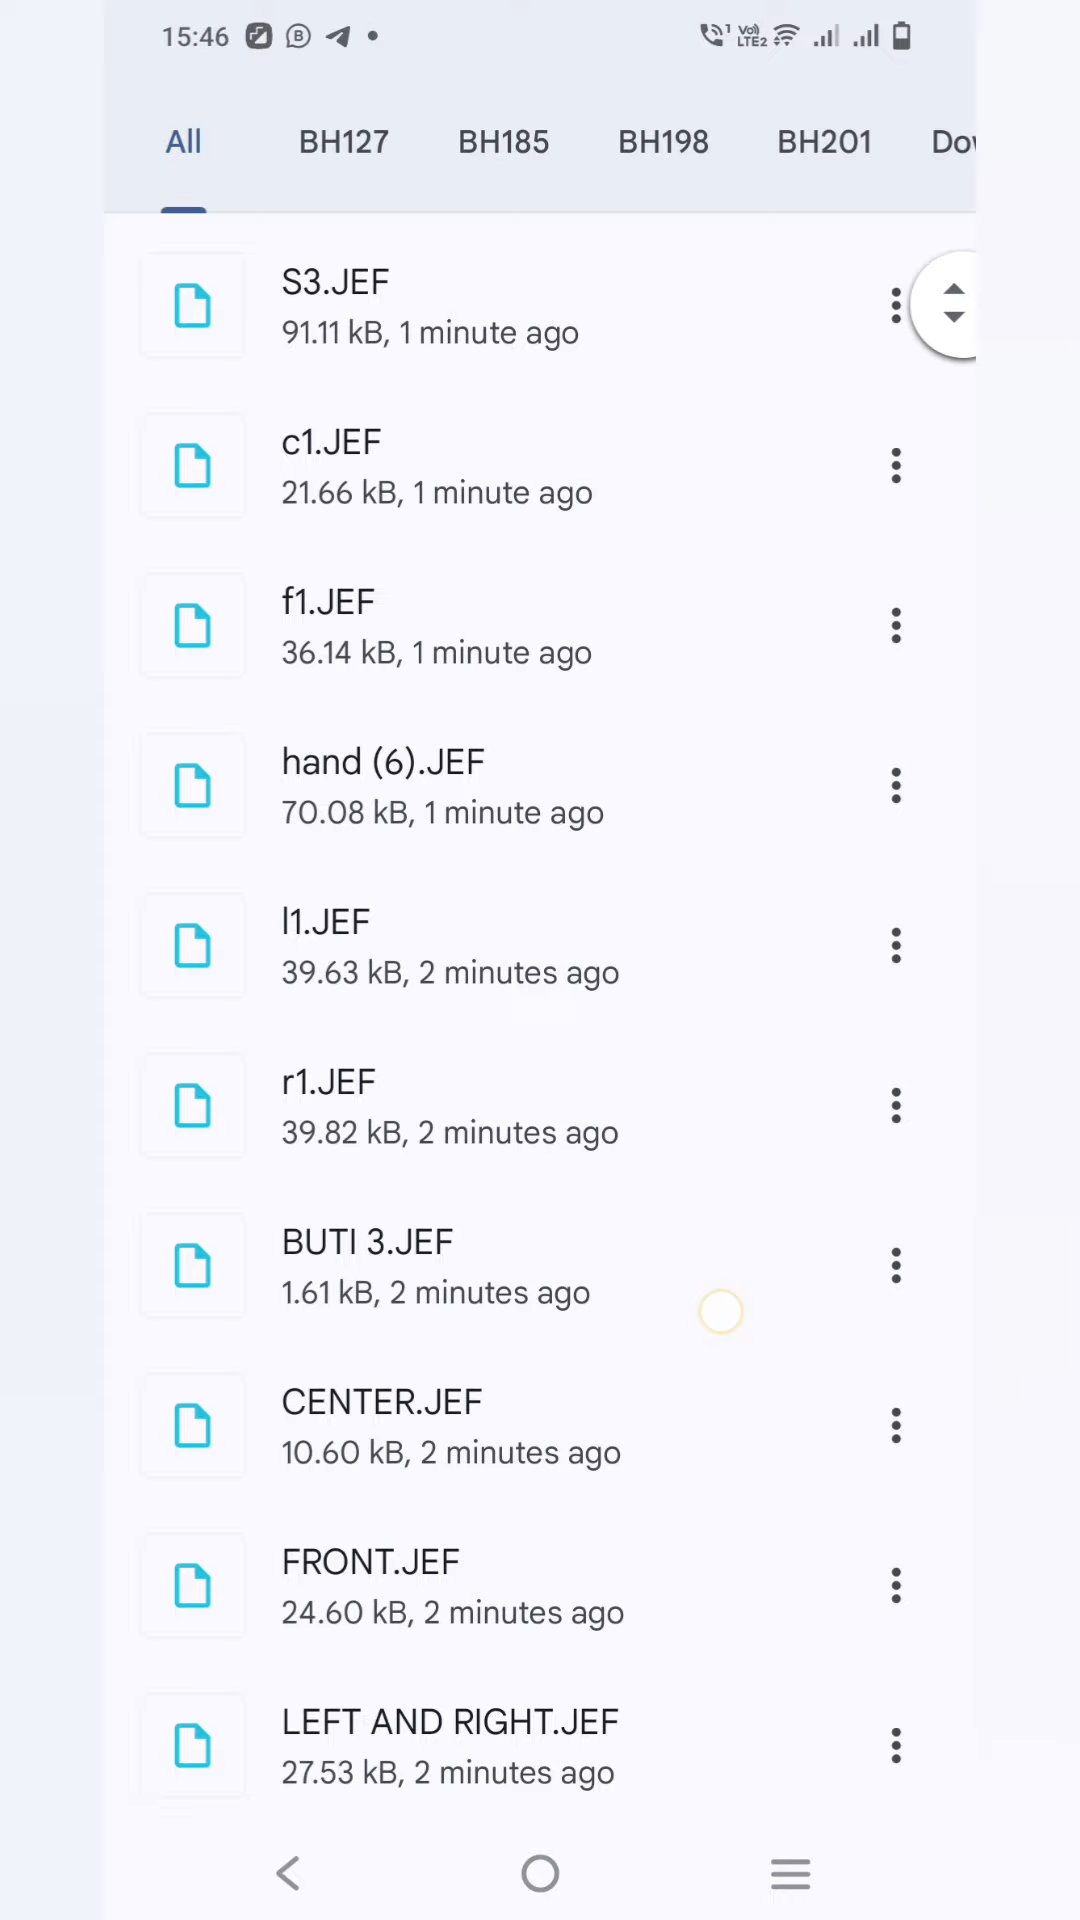 15:46
1 Vo) LTE2
All BH127 BH185 BH198 BH201 Dow
S3.JEF
91.11 kB, 1 minute ago
c1.JEF
21.66 kB, 1 minute ago
f1.JEF
36.14 kB, 1 minute ago
hand (6).JEF
70.08 kB, 1 minute ago
l1.JEF
39.63 kB, 2 minutes ago
r1.JEF
39.82 kB, 2 minutes ago
BUTI 3.JEF
1.61 kB, 2 minutes ago
CENTER.JEF
10.60 kB, 2 minutes ago
FRONT.JEF
24.60 kB, 2 minutes ago
LEFT AND RIGHT.JEF
27.53 kB, 2 minutes ago